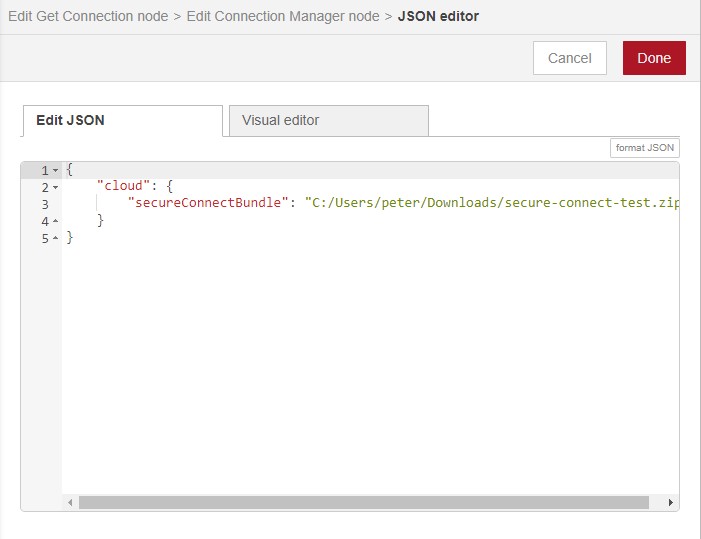 Edit Get Connection node > Edit Connection Manager node > JSON editor
Cancel Done
Edit JSON Visual editor
format JSON
1 {
2 "cloud": {
3 "secureConnectBundle": "C:/Users/peter/Downloads/secure-connect-test.zip
4 }
5 }